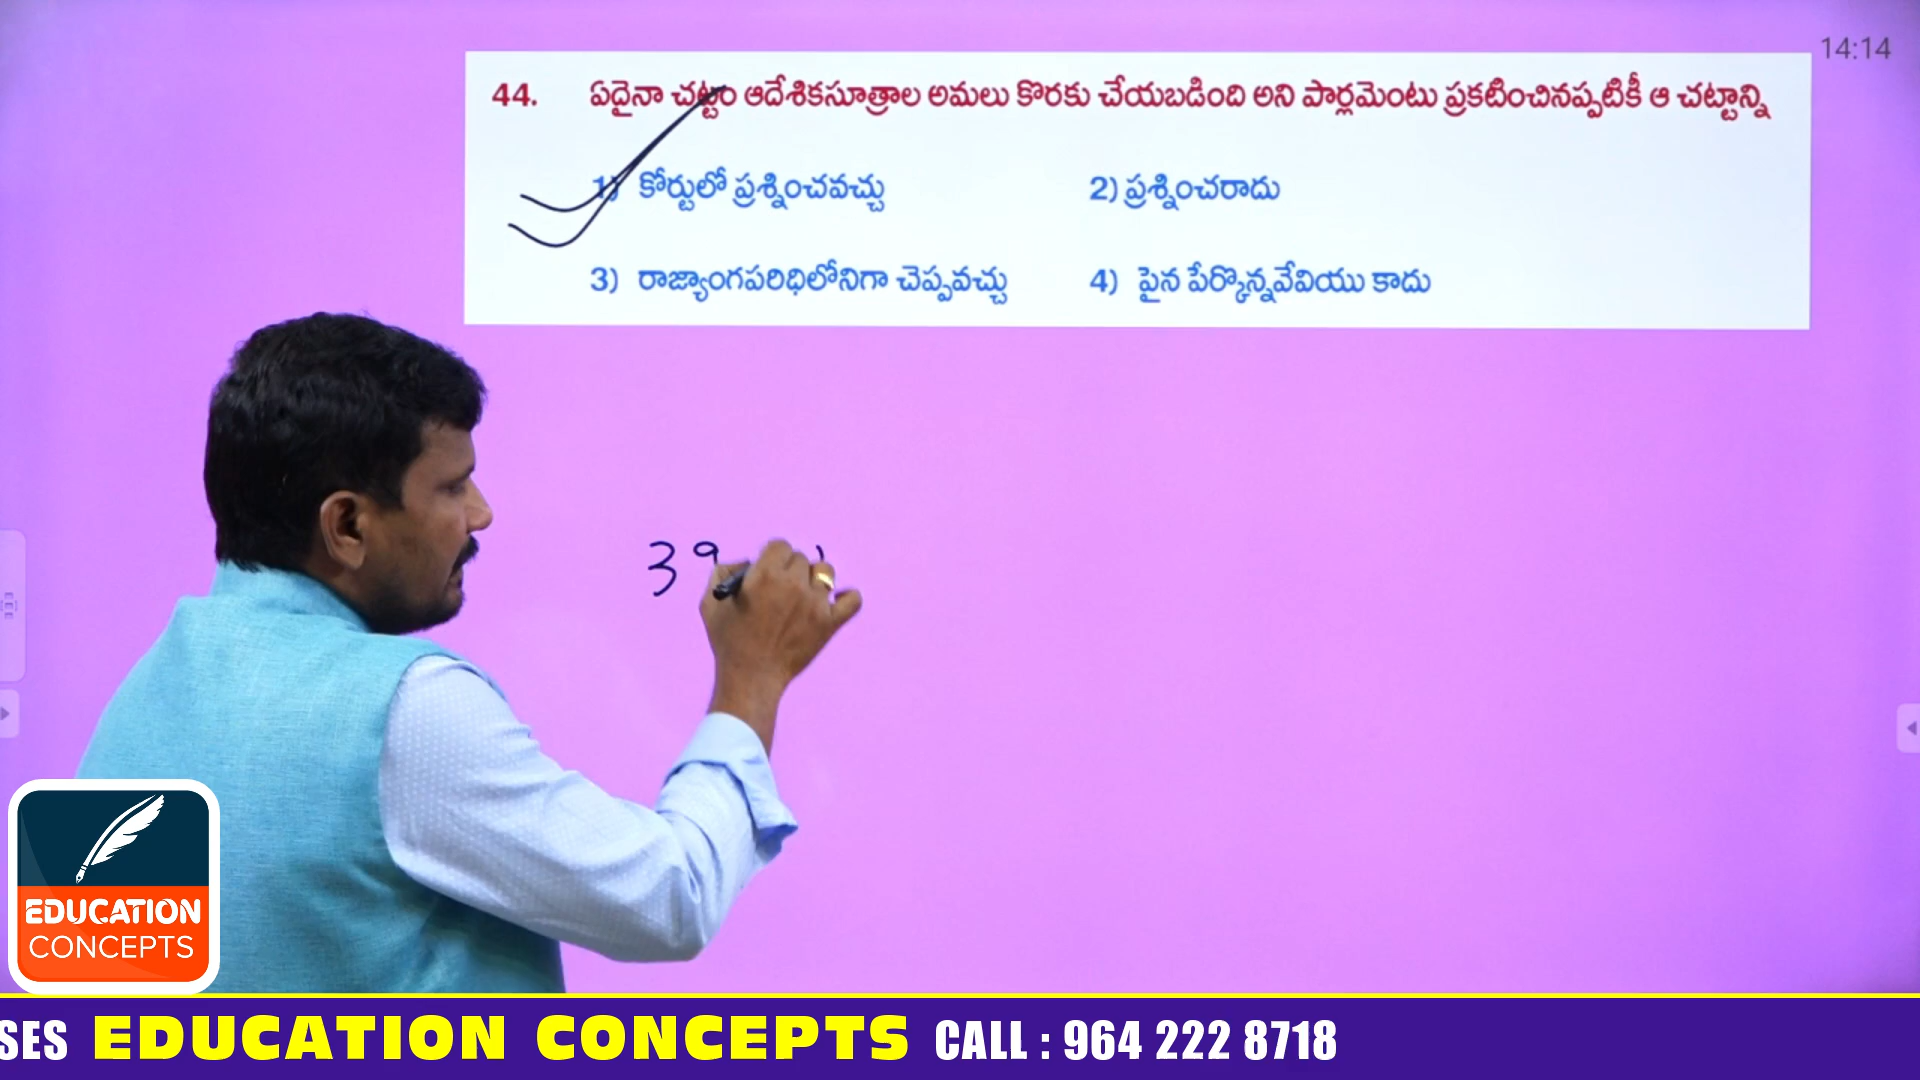 14:14
44. ఏదైనా చట్టం ఆదేశికసూత్రాల అమలు కొరకు చేయబడింది అని పార్లమెంటు ప్రకటించినప్పటికీ ఆ చట్టాన్ని
1) కోర్టులో ప్రశ్నించవచ్చు 2) ప్రశ్నించరాదు
3) రాజ్యాంగపరిధిలోనిగా చెప్పవచ్చు 4) పైన పేర్కొన్నవేవియు కాదు
39
EDUCATION
CONCEPTS
SES EDUCATION CONCEPTS CALL : 964 222 8718